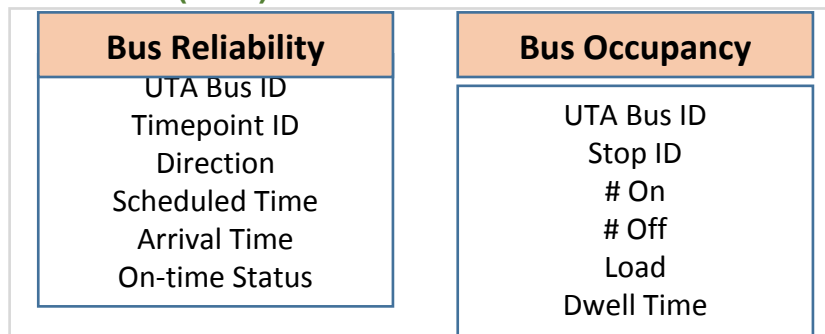 Bus Reliability
UTA Bus ID
Timepoint ID
Direction
Scheduled Time
Arrival Time
On-time Status
Bus Occupancy
UTA Bus ID
Stop ID
# On
# Off
Load
Dwell Time